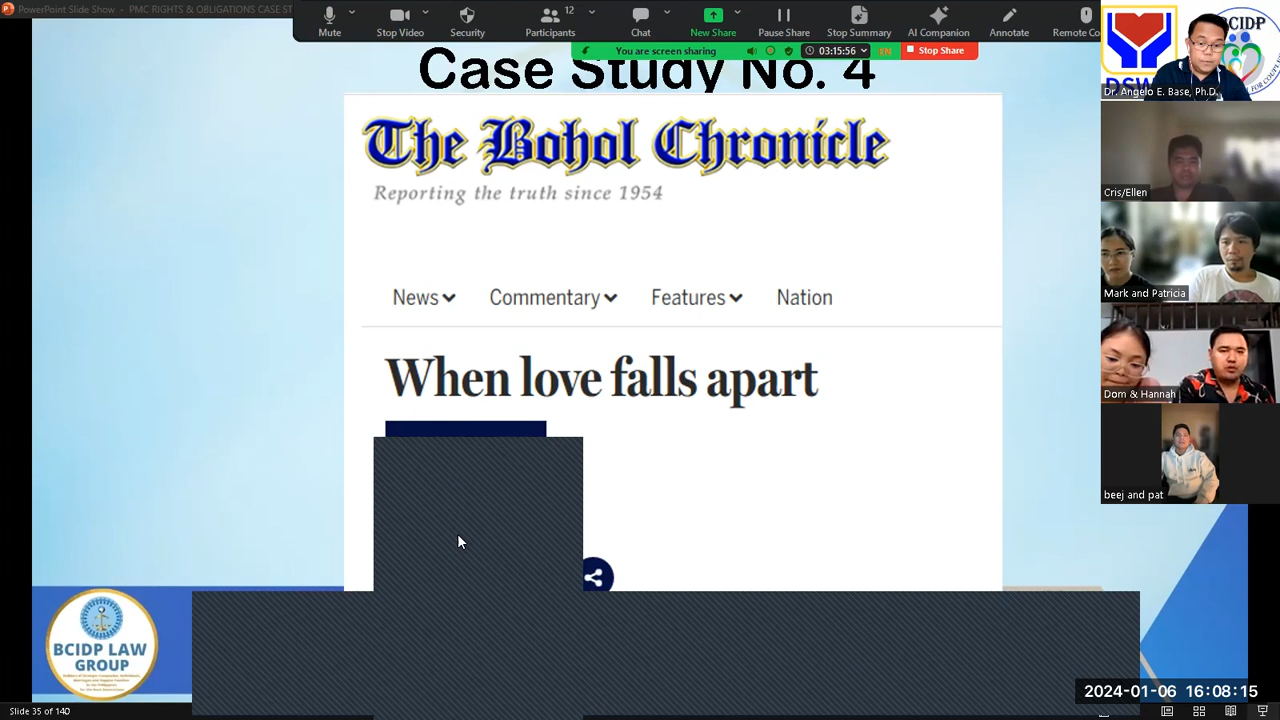 PowerPoint Slide Show - PMC RIGHTS & OBLIGATIONS CASE ST
Mute
Stop Video
Security
12
Participants
Chat
New Share
Pause Share
Stop Summary
AI Companion
Annotate
Remote Co
You are screen sharing
03:15:56
EN
Stop Share
Case Study No. 4
The Bohol Chronicle
Reporting the truth since 1954
News
Commentary
Features
Nation
When love falls apart
DSW
BCIDP
Dr. Angelo E. Base, Ph.D.
Cris/Ellen
Mark and Patricia
Dom & Hannah
beej and pat
BCIDP LAW
GROUP
2024-01-06 16:08:15
Slide 35 of 140